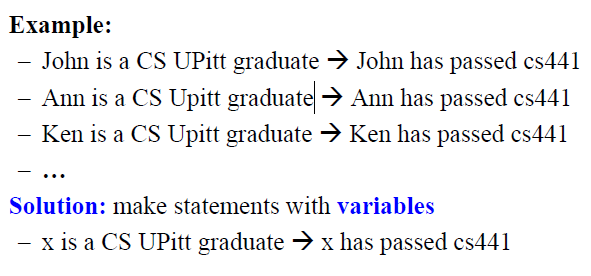 Example:
– John is a CS UPitt graduate → John has passed cs441
– Ann is a CS Upitt graduate → Ann has passed cs441
– Ken is a CS Upitt graduate → Ken has passed cs441
– …
Solution: make statements with variables
– x is a CS UPitt graduate → x has passed cs441